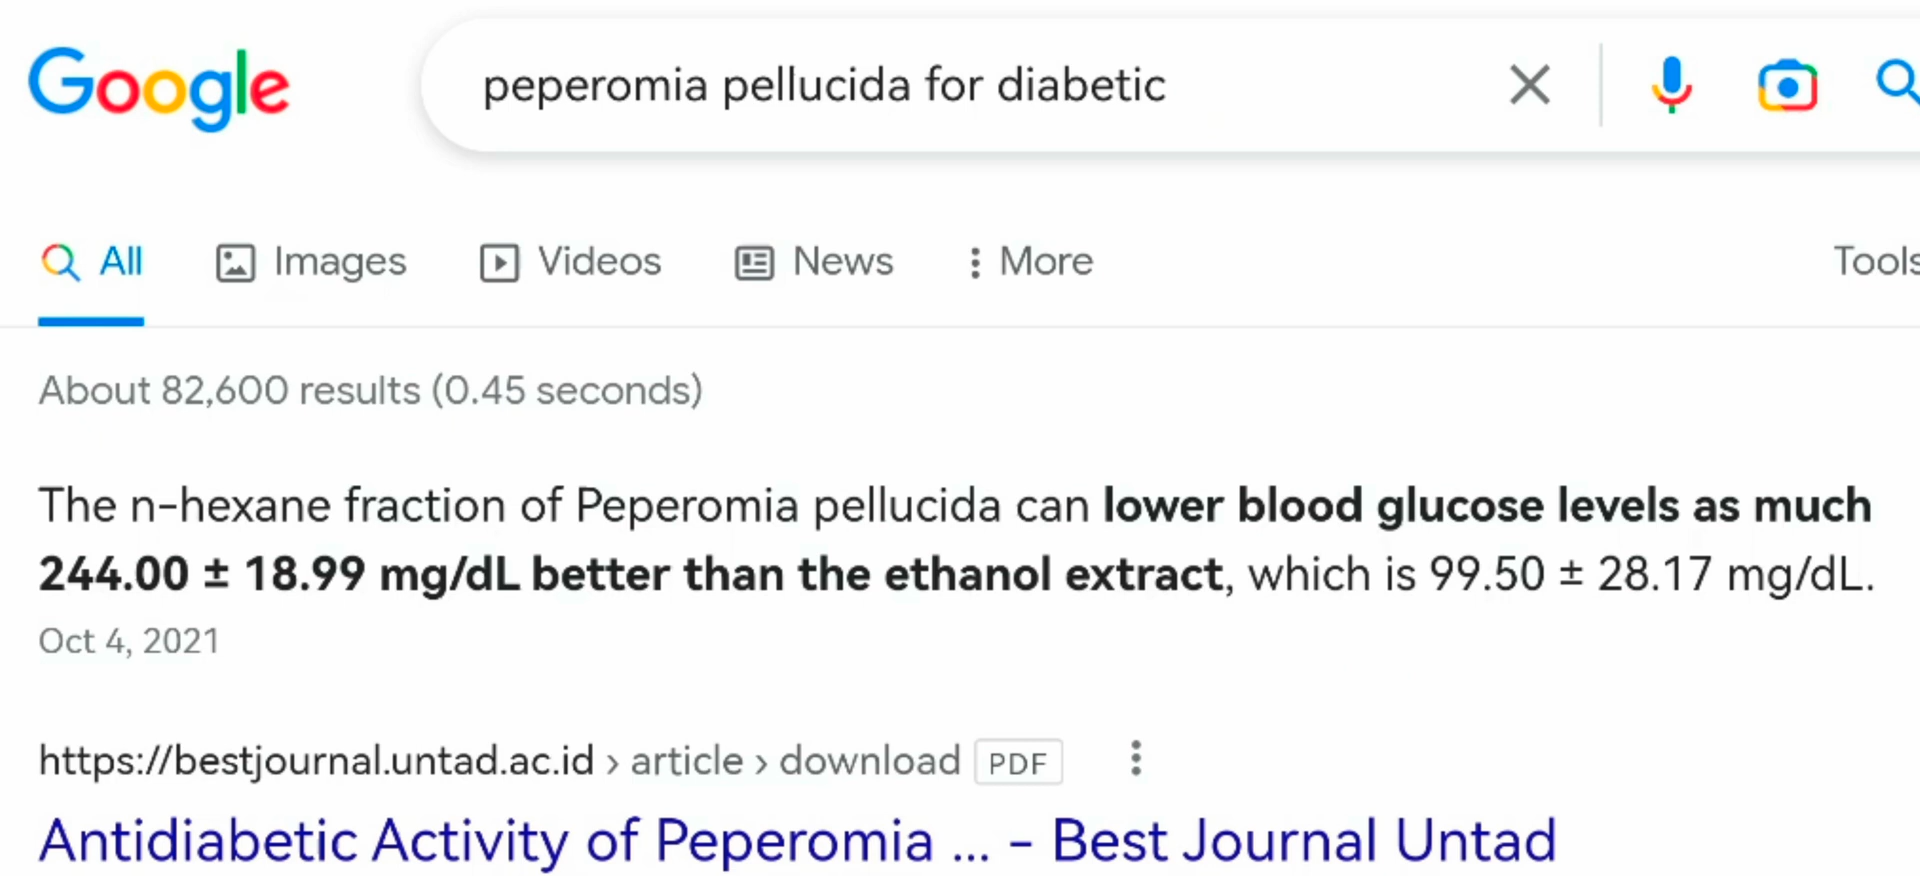 Google peperomia pellucida for diabetic
All Images Videos News More Tools
About 82,600 results (0.45 seconds)
The n-hexane fraction of Peperomia pellucida can lower blood glucose levels as much
244.00 ± 18.99 mg/dL better than the ethanol extract, which is 99.50 ± 28.17 mg/dL.
Oct 4, 2021
https://bestjournal.untad.ac.id › article › download PDF
Antidiabetic Activity of Peperomia ... - Best Journal Untad